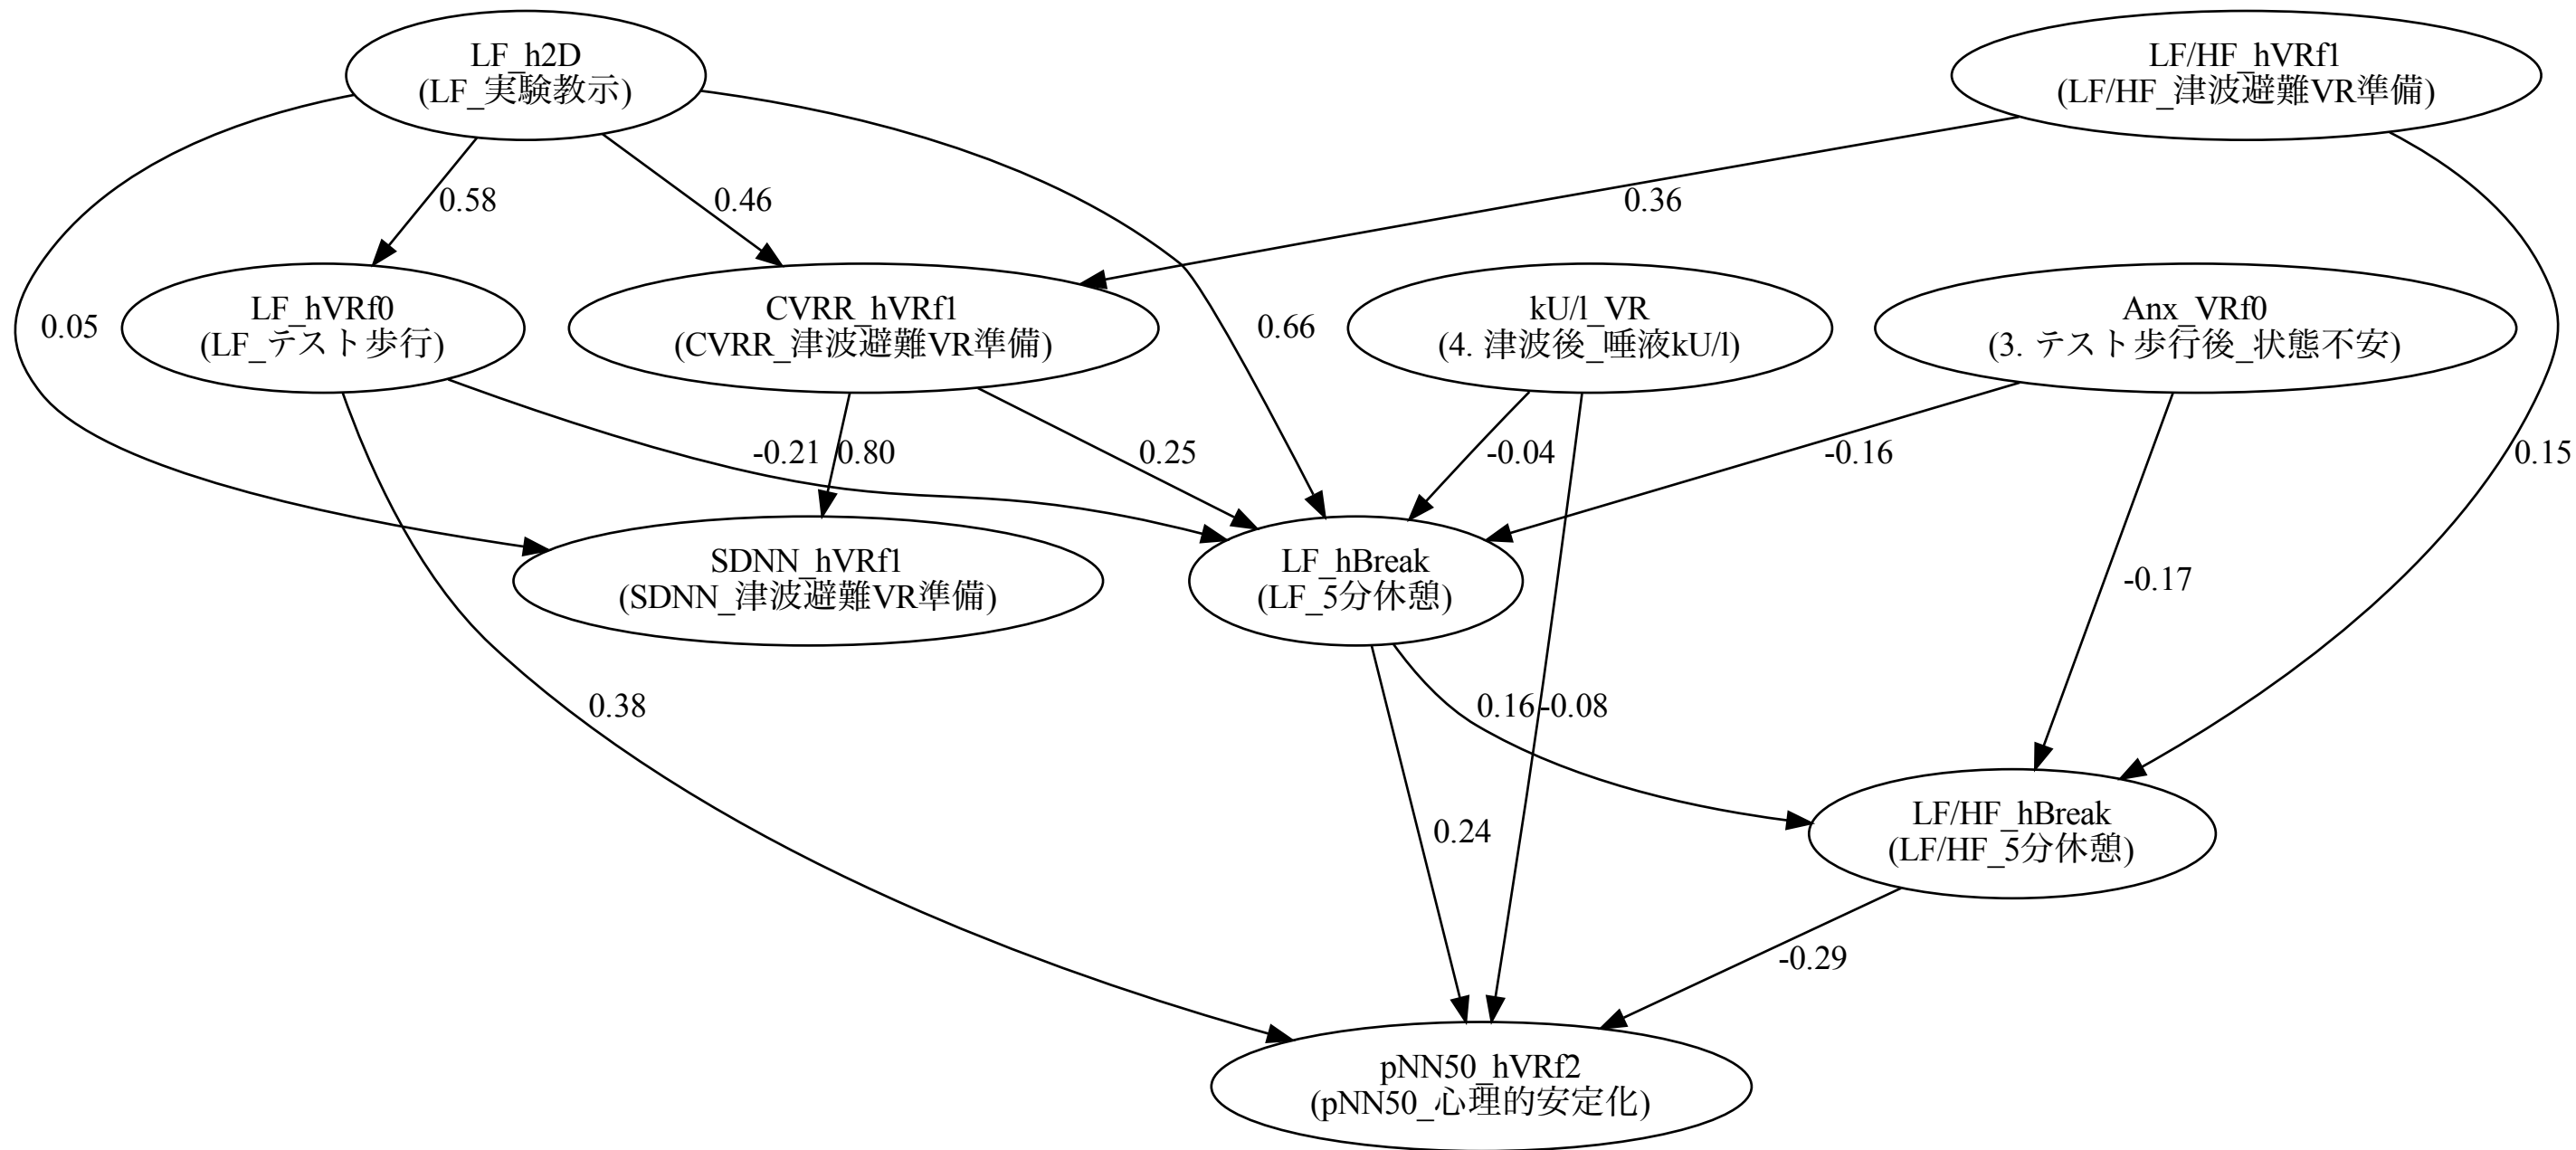 LF_h2D
(LF_実験教示)
LF/HF_hVRf1
(LF/HF_津波避難VR準備)
0.58
0.46
0.36
LF_hVRf0
(LF_テスト歩行)
CVRR_hVRf1
(CVRR_津波避難VR準備)
kU/l_VR
(4. 津波後_唾液kU/l)
Anx_VRf0
(3. テスト歩行後_状態不安)
0.05
0.66
-0.21
0.80
0.25
-0.04
-0.16
0.15
SDNN_hVRf1
(SDNN_津波避難VR準備)
LF_hBreak
(LF_5分休憩)
-0.17
0.38
0.16
-0.08
0.24
LF/HF_hBreak
(LF/HF_5分休憩)
-0.29
pNN50_hVRf2
(pNN50_心理的安定化)